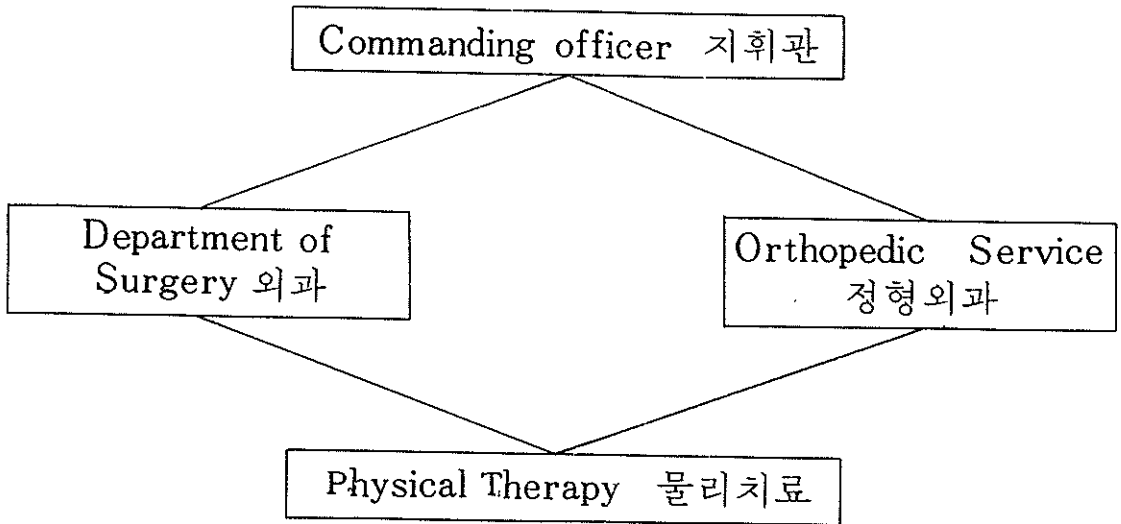 Commanding officer 지휘관
Department of
Surgery 외과
Orthopedic Service
정형외과
Physical Therapy 물리치료